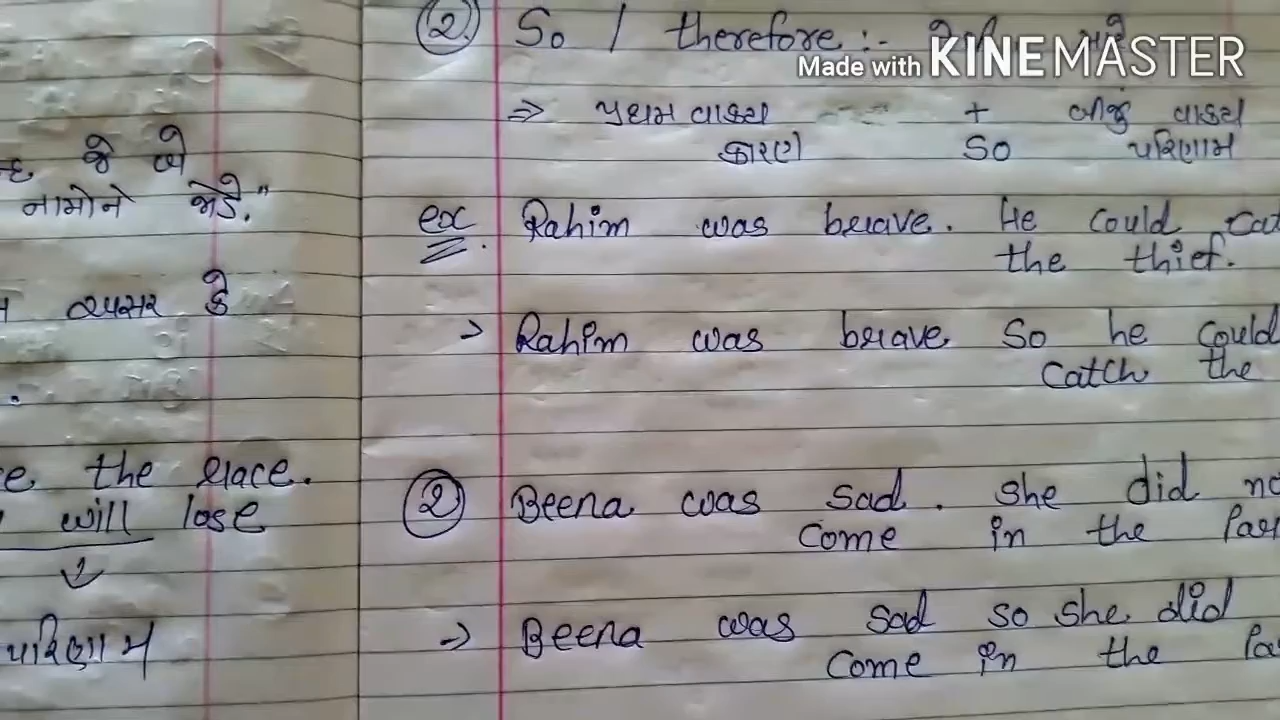 જે બે
નામોને જોડે."
વ્યસર કે
the race.
will lose
પરિણામ
(2.) So / therefore :-
Made with KINEMASTER
⇒ પ્રથમ વાક્ય + બીજું વાક્ય
કારણ So પરિણામ
ex. Rahim was brave. He could
the thief.
→ Rahim was brave So he could
catch the
(2) Beena was sad. she did
come in the
→ Beena was sad so she did
come in the